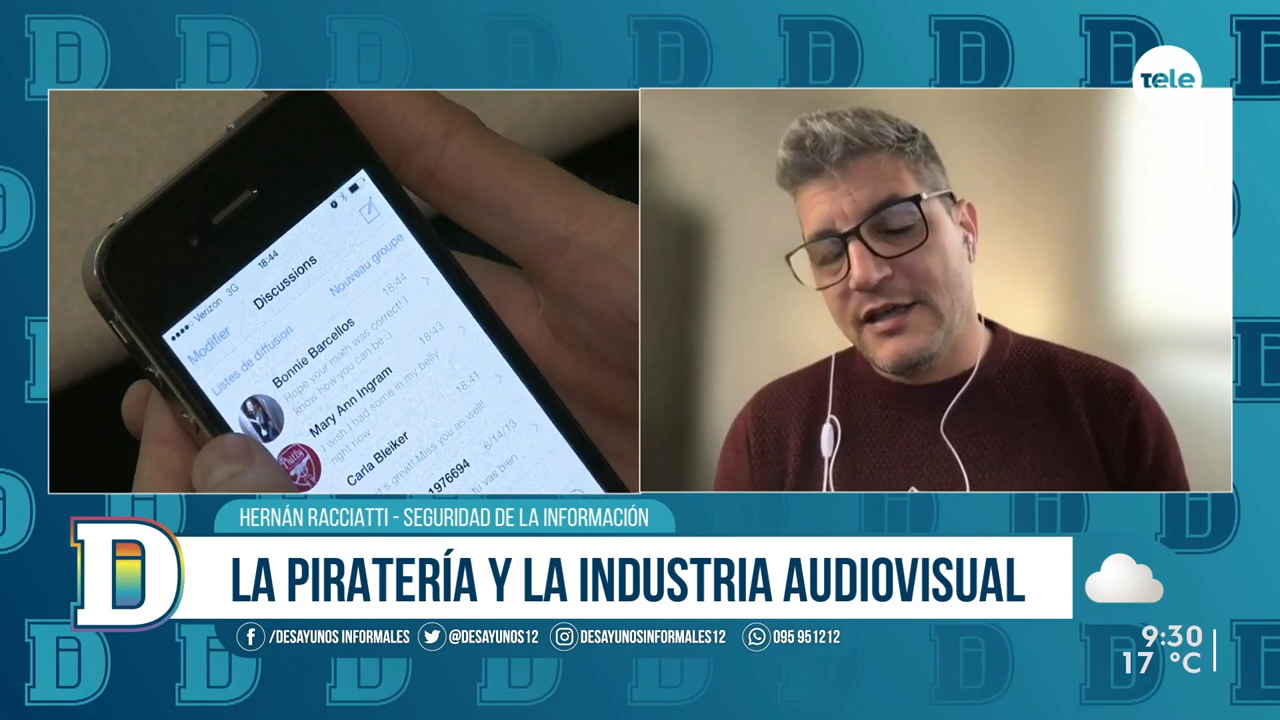 Tele
Verizon 3G
18:44
Modifier
Discussions
Listes de diffusion
Nouveau groupe
Bonnie Barcellos
18:44
Hope your math was correct! I
know how you can be :)
Mary Ann Ingram
18:43
I wish I had some in my belly
right now
Carla Bleiker
18:41
's great! Miss you as well!
1976694
6/14/13
tu vas bien
HERNÁN RACCIATTI - SEGURIDAD DE LA INFORMACIÓN
D
LA PIRATERÍA Y LA INDUSTRIA AUDIOVISUAL
/DESAYUNOS INFORMALES @DESAYUNOS12 DESAYUNOSINFORMALES12 095 951212
9:30
17 °C